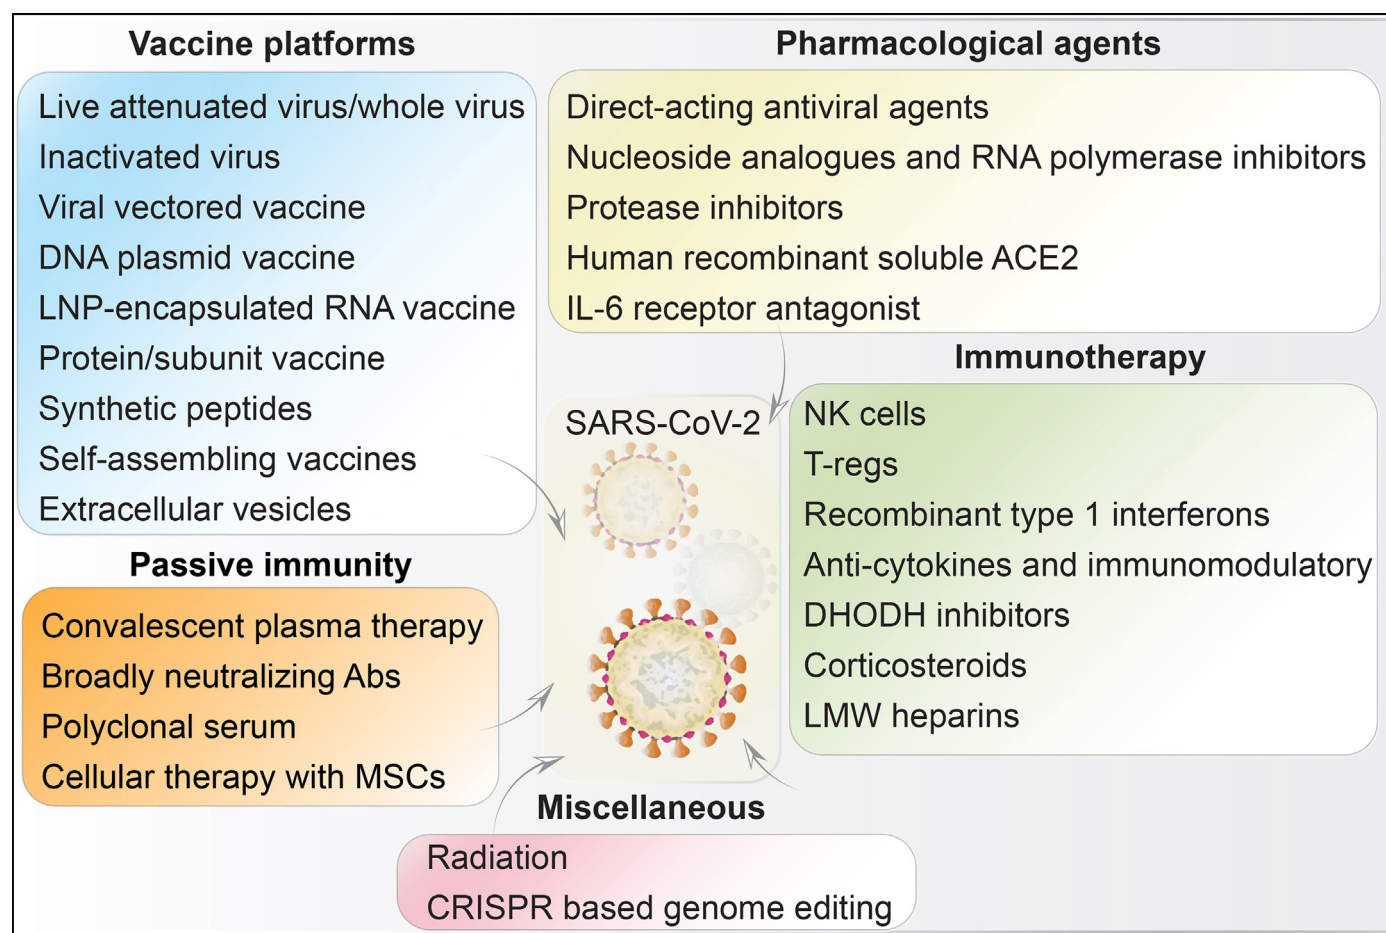 Vaccine platforms
Live attenuated virus/whole virus
Inactivated virus
Viral vectored vaccine
DNA plasmid vaccine
LNP-encapsulated RNA vaccine
Protein/subunit vaccine
Synthetic peptides
Self-assembling vaccines
Extracellular vesicles
Pharmacological agents
Direct-acting antiviral agents
Nucleoside analogues and RNA polymerase inhibitors
Protease inhibitors
Human recombinant soluble ACE2
IL-6 receptor antagonist
SARS-CoV-2
Immunotherapy
NK cells
T-regs
Recombinant type 1 interferons
Anti-cytokines and immunomodulatory
DHODH inhibitors
Corticosteroids
LMW heparins
Passive immunity
Convalescent plasma therapy
Broadly neutralizing Abs
Polyclonal serum
Cellular therapy with MSCs
Miscellaneous
Radiation
CRISPR based genome editing